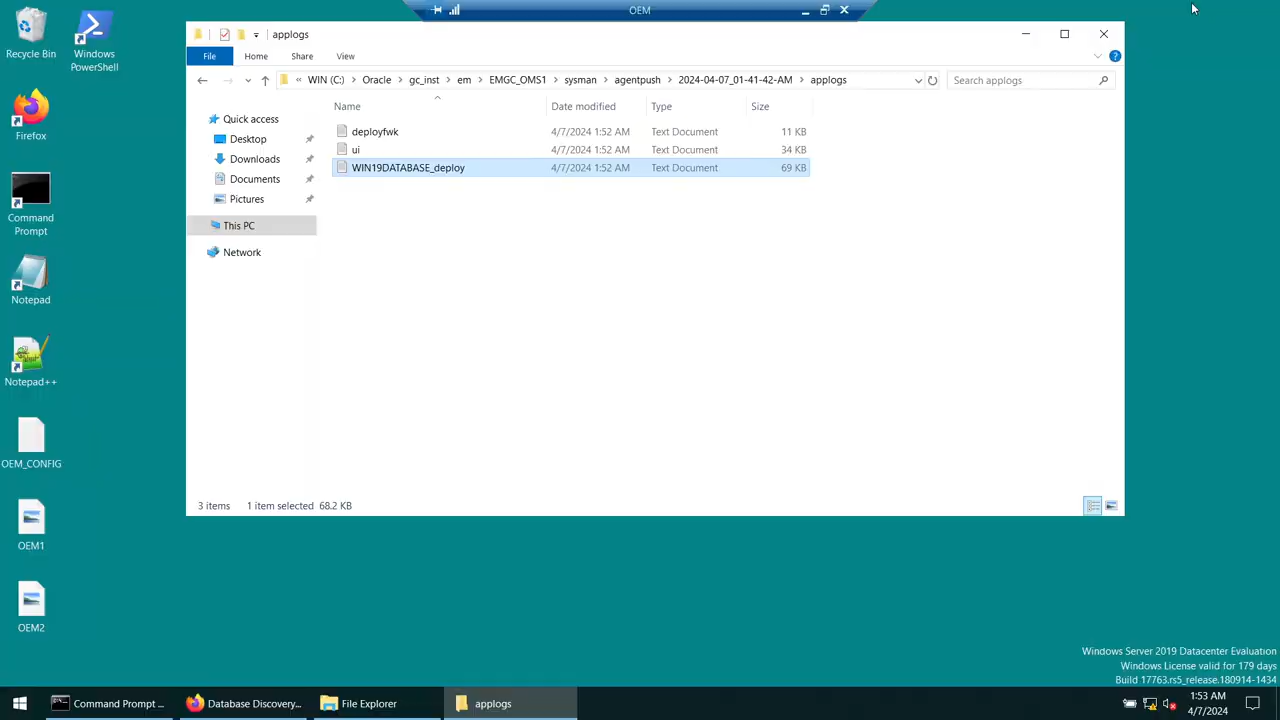 OEM
applogs
File
Home
Share
View
« WIN (C:) > Oracle > gc_inst > em > EMGC_OMS1 > sysman > agentpush > 2024-04-07_01-41-42-AM > applogs
Search applogs
Quick access
Desktop
Downloads
Documents
Pictures
This PC
Network
Name Date modified Type Size
deployfwk 4/7/2024 1:52 AM Text Document 11 KB
ui 4/7/2024 1:52 AM Text Document 34 KB
WIN19DATABASE_deploy 4/7/2024 1:52 AM Text Document 69 KB
3 items 1 item selected 68.2 KB
Recycle Bin
Windows
PowerShell
Firefox
Command
Prompt
Notepad
Notepad++
OEM_CONFIG
OEM1
OEM2
Windows Server 2019 Datacenter Evaluation
Windows License valid for 179 days
Build 17763.rs5_release.180914-1434
Command Prompt ...
Database Discovery...
File Explorer
applogs
1:53 AM
4/7/2024